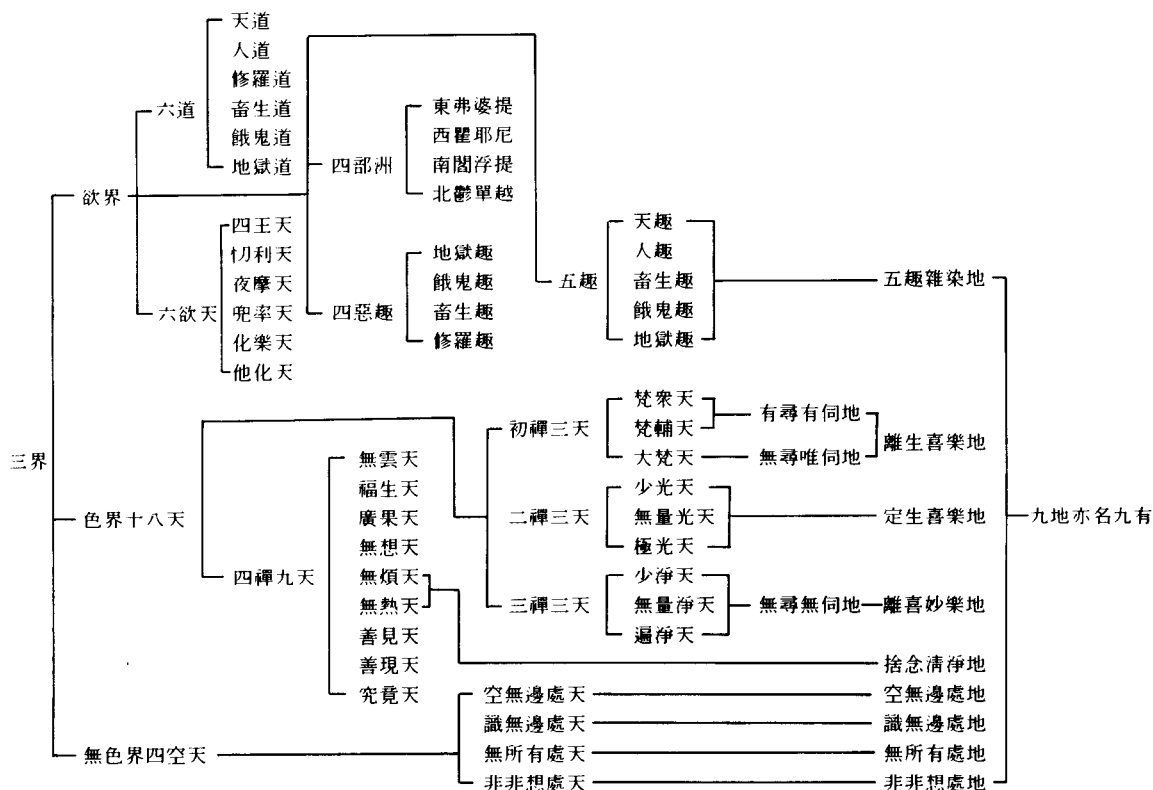 三界
欲界
六道
天道
人道
修羅道
畜生道
餓鬼道
地獄道
六欲天
四王天
忉利天
夜摩天
兜率天
化樂天
他化天
四部洲
東弗婆提
西瞿耶尼
南閻浮提
北鬱單越
四惡趣
地獄趣
餓鬼趣
畜生趣
修羅趣
五趣
天趣
人趣
畜生趣
餓鬼趣
地獄趣
五趣雜染地
色界十八天
初禪三天
梵衆天
梵輔天
大梵天
有尋有伺地
無尋唯伺地
離生喜樂地
二禪三天
少光天
無量光天
極光天
定生喜樂地
三禪三天
少淨天
無量淨天
遍淨天
無尋無伺地
離喜妙樂地
四禪九天
無雲天
福生天
廣果天
無想天
無煩天
無熱天
善見天
善現天
究竟天
捨念清淨地
無色界四空天
空無邊處天
空無邊處地
識無邊處天
識無邊處地
無所有處天
無所有處地
非非想處天
非非想處地
九地亦名九有